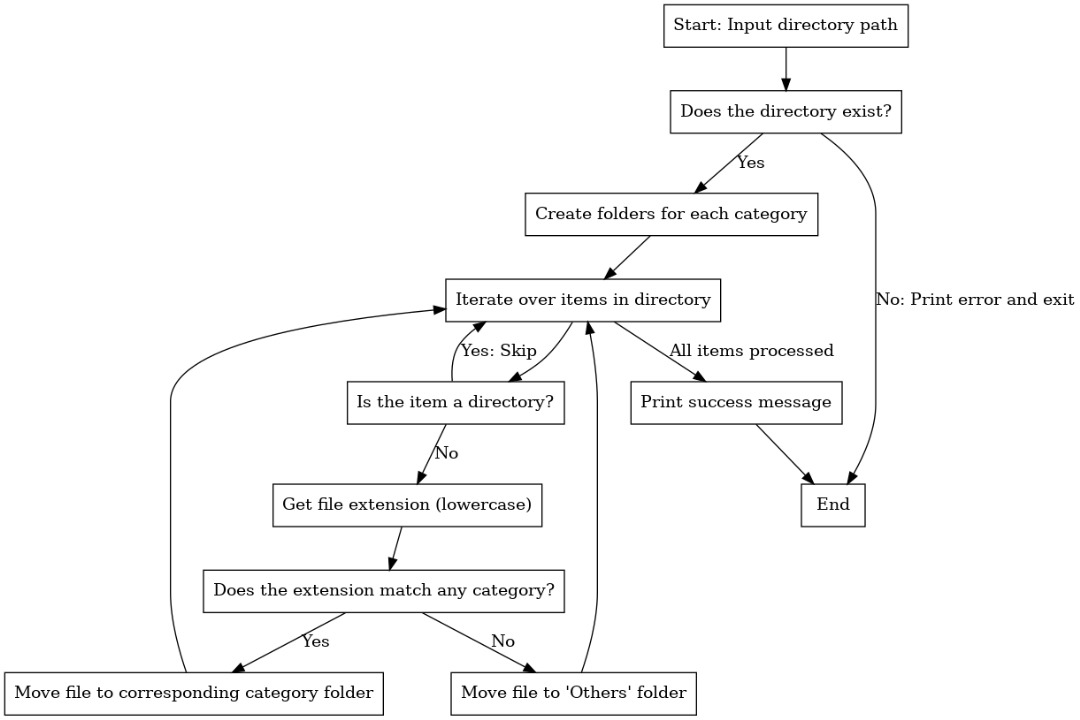 Start: Input directory path
Does the directory exist?
Yes
Create folders for each category
Iterate over items in directory
No: Print error and exit
Yes: Skip
All items processed
Is the item a directory?
Print success message
No
Get file extension (lowercase)
End
Does the extension match any category?
Yes
No
Move file to corresponding category folder
Move file to 'Others' folder